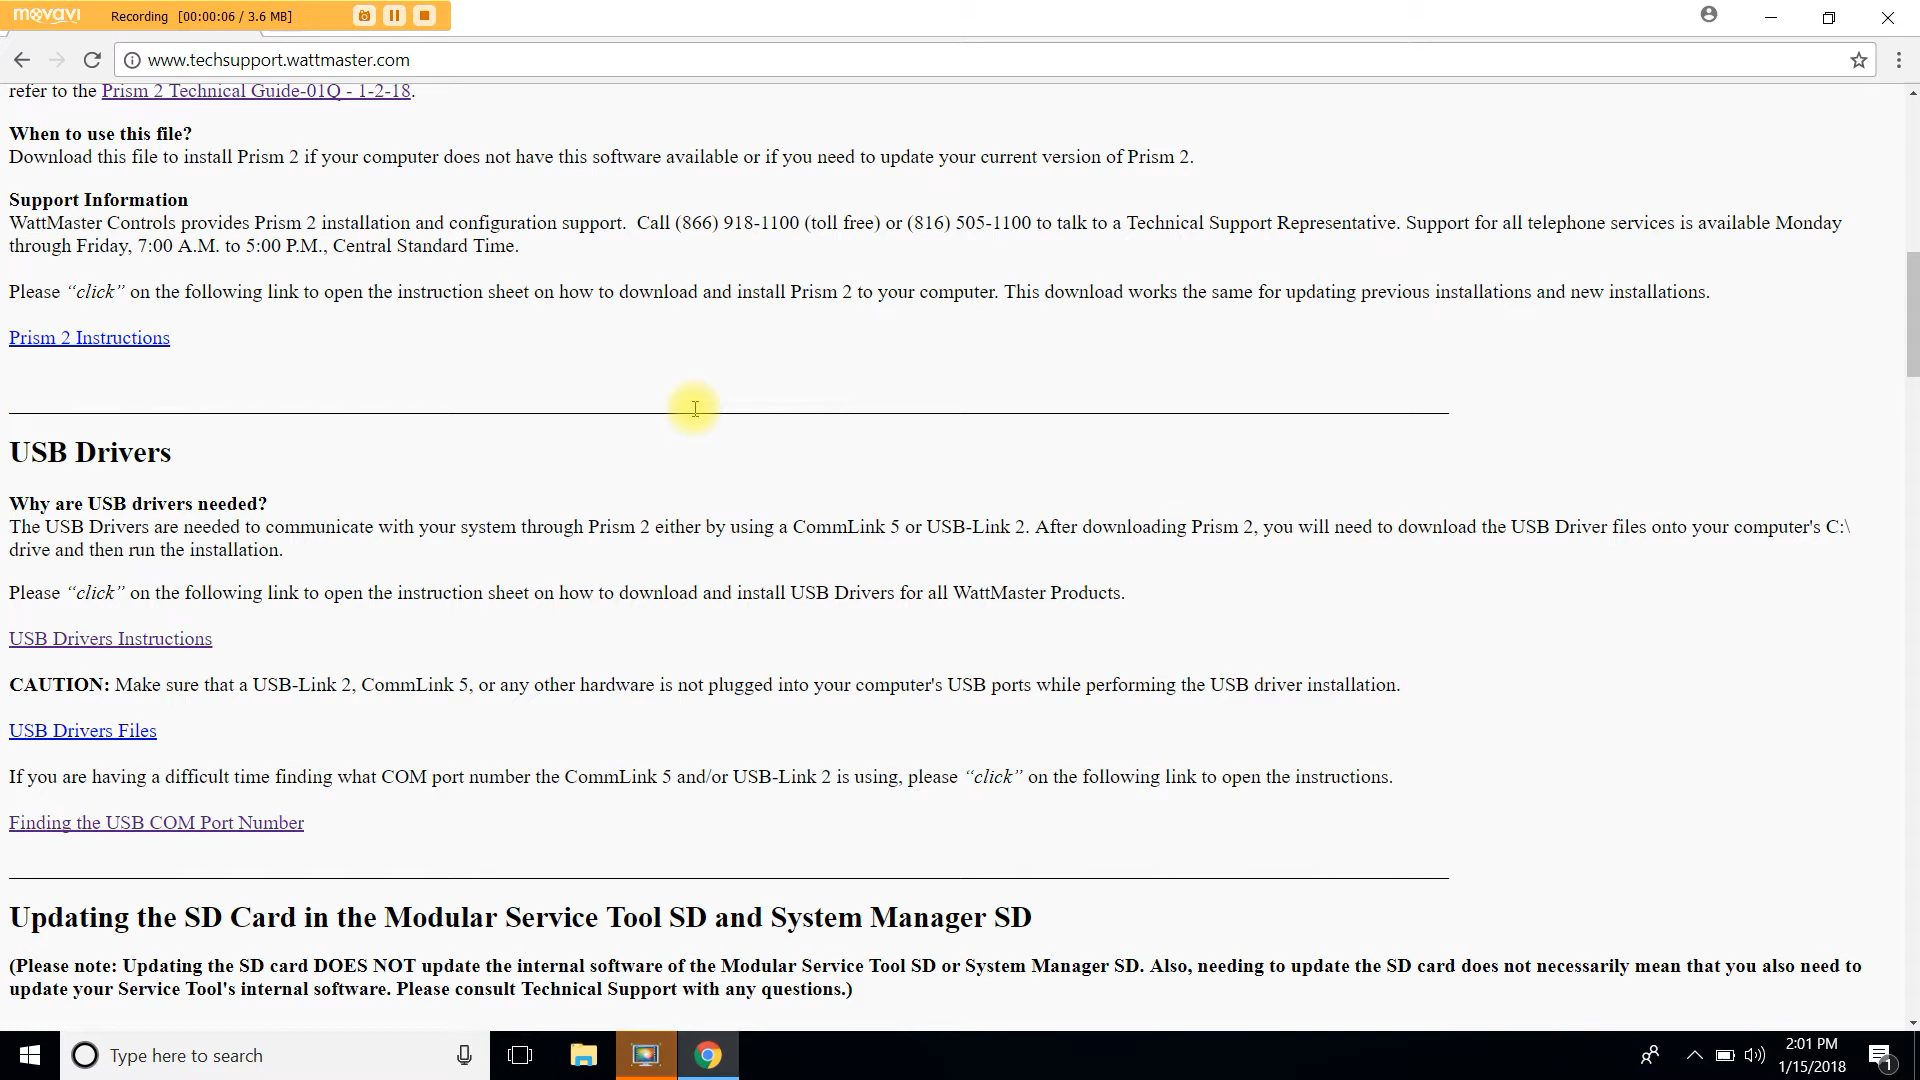 movavi Recording [00:00:06 / 3.6 MB]
www.techsupport.wattmaster.com
refer to the Prism 2 Technical Guide-01Q - 1-2-18.
When to use this file?
Download this file to install Prism 2 if your computer does not have this software available or if you need to update your current version of Prism 2.
Support Information
WattMaster Controls provides Prism 2 installation and configuration support.  Call (866) 918-1100 (toll free) or (816) 505-1100 to talk to a Technical Support Representative. Support for all telephone services is available Monday
through Friday, 7:00 A.M. to 5:00 P.M., Central Standard Time.
Please “click” on the following link to open the instruction sheet on how to download and install Prism 2 to your computer. This download works the same for updating previous installations and new installations.
Prism 2 Instructions
USB Drivers
Why are USB drivers needed?
The USB Drivers are needed to communicate with your system through Prism 2 either by using a CommLink 5 or USB-Link 2. After downloading Prism 2, you will need to download the USB Driver files onto your computer's C:\
drive and then run the installation.
Please “click” on the following link to open the instruction sheet on how to download and install USB Drivers for all WattMaster Products.
USB Drivers Instructions
CAUTION: Make sure that a USB-Link 2, CommLink 5, or any other hardware is not plugged into your computer's USB ports while performing the USB driver installation.
USB Drivers Files
If you are having a difficult time finding what COM port number the CommLink 5 and/or USB-Link 2 is using, please “click” on the following link to open the instructions.
Finding the USB COM Port Number
Updating the SD Card in the Modular Service Tool SD and System Manager SD
(Please note: Updating the SD card DOES NOT update the internal software of the Modular Service Tool SD or System Manager SD. Also, needing to update the SD card does not necessarily mean that you also need to
update your Service Tool's internal software. Please consult Technical Support with any questions.)
Type here to search
2:01 PM
1/15/2018
1